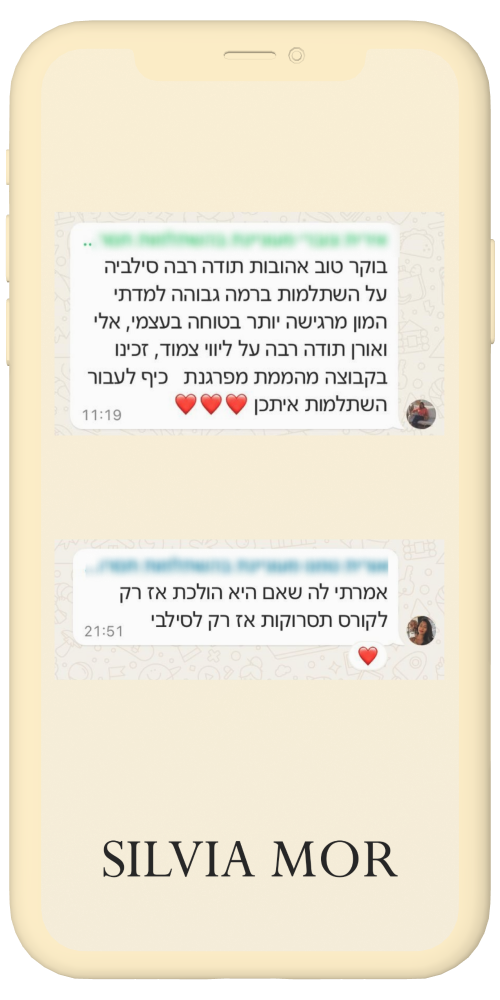 בוקר טוב אהובות תודה רבה סילביה
על השתלמות ברמה גבוהה למדתי
המון מרגישה יותר בטוחה בעצמי, אלי
ואורן תודה רבה על ליווי צמוד, זכינו
בקבוצה מהממת מפרגנת כיף לעבור
השתלמות איתכן ❤️❤️❤️
11:19
אמרתי לה שאם היא הולכת אז רק
לקורס תסרוקות אז רק לסילבי
21:51
❤️
SILVIA MOR